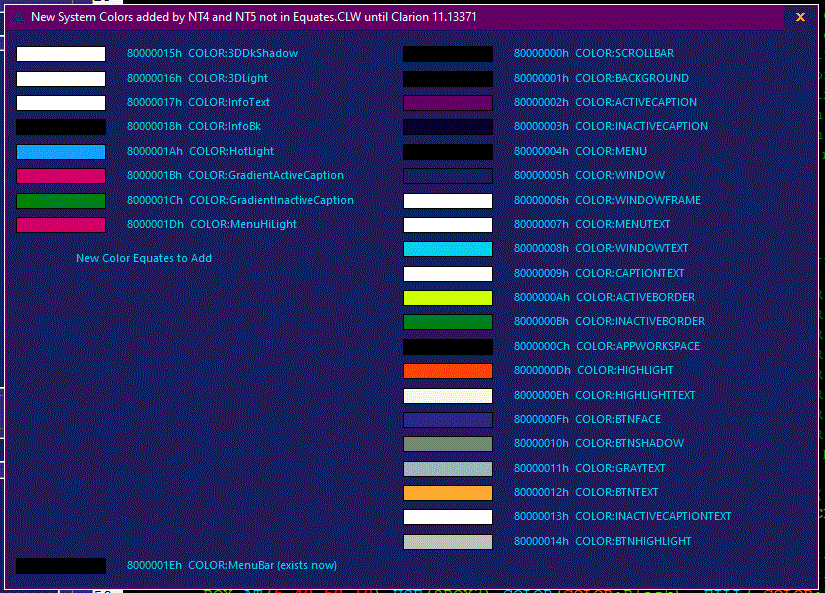 New System Colors added by NT4 and NT5 not in Equates.CLW until Clarion 11.13371
X
80000015h COLOR:3DDkShadow
80000016h COLOR:3DLight
80000017h COLOR:InfoText
80000018h COLOR:InfoBk
8000001Ah COLOR:HotLight
8000001Bh COLOR:GradientActiveCaption
8000001Ch COLOR:GradientInactiveCaption
8000001Dh COLOR:MenuHiLight
New Color Equates to Add
8000001Eh COLOR:MenuBar (exists now)
80000000h COLOR:SCROLLBAR
80000001h COLOR:BACKGROUND
80000002h COLOR:ACTIVECAPTION
80000003h COLOR:INACTIVECAPTION
80000004h COLOR:MENU
80000005h COLOR:WINDOW
80000006h COLOR:WINDOWFRAME
80000007h COLOR:MENUTEXT
80000008h COLOR:WINDOWTEXT
80000009h COLOR:CAPTIONTEXT
8000000Ah COLOR:ACTIVEBORDER
8000000Bh COLOR:INACTIVEBORDER
8000000Ch COLOR:APPWORKSPACE
8000000Dh COLOR:HIGHLIGHT
8000000Eh COLOR:HIGHLIGHTTEXT
8000000Fh COLOR:BTNFACE
80000010h COLOR:BTNSHADOW
80000011h COLOR:GRAYTEXT
80000012h COLOR:BTNTEXT
80000013h COLOR:INACTIVECAPTIONTEXT
80000014h COLOR:BTNHIGHLIGHT